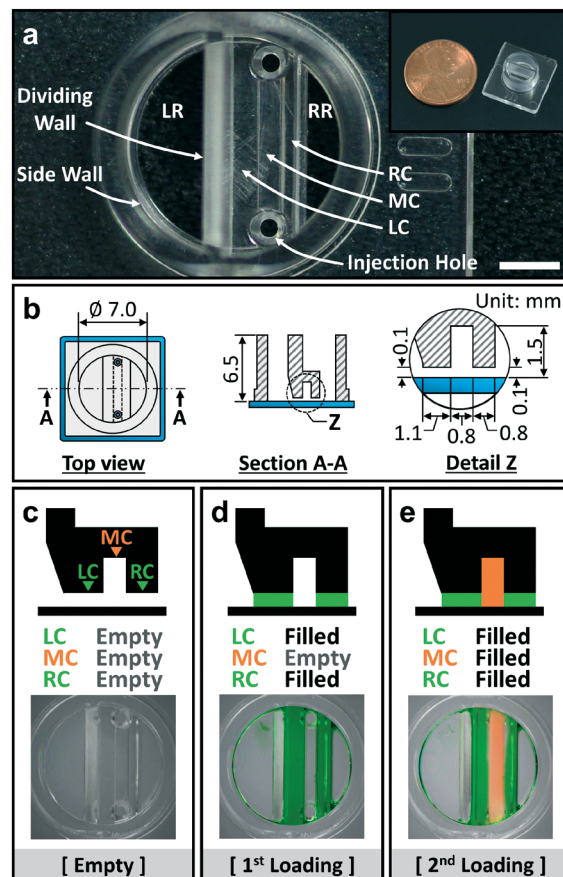 a
Dividing
Wall
LR
RR
Side Wall
RC
MC
LC
Injection Hole
b
Unit: mm
Ø 7.0
A
A
Top view
6.5
Z
Section A-A
0.1
1.5
0.1
1.1
0.8
0.8
Detail Z
c
MC
LC
RC
LC Empty
MC Empty
RC Empty
[ Empty ]
d
LC Filled
MC Empty
RC Filled
[ 1st Loading ]
e
LC Filled
MC Filled
RC Filled
[ 2nd Loading ]